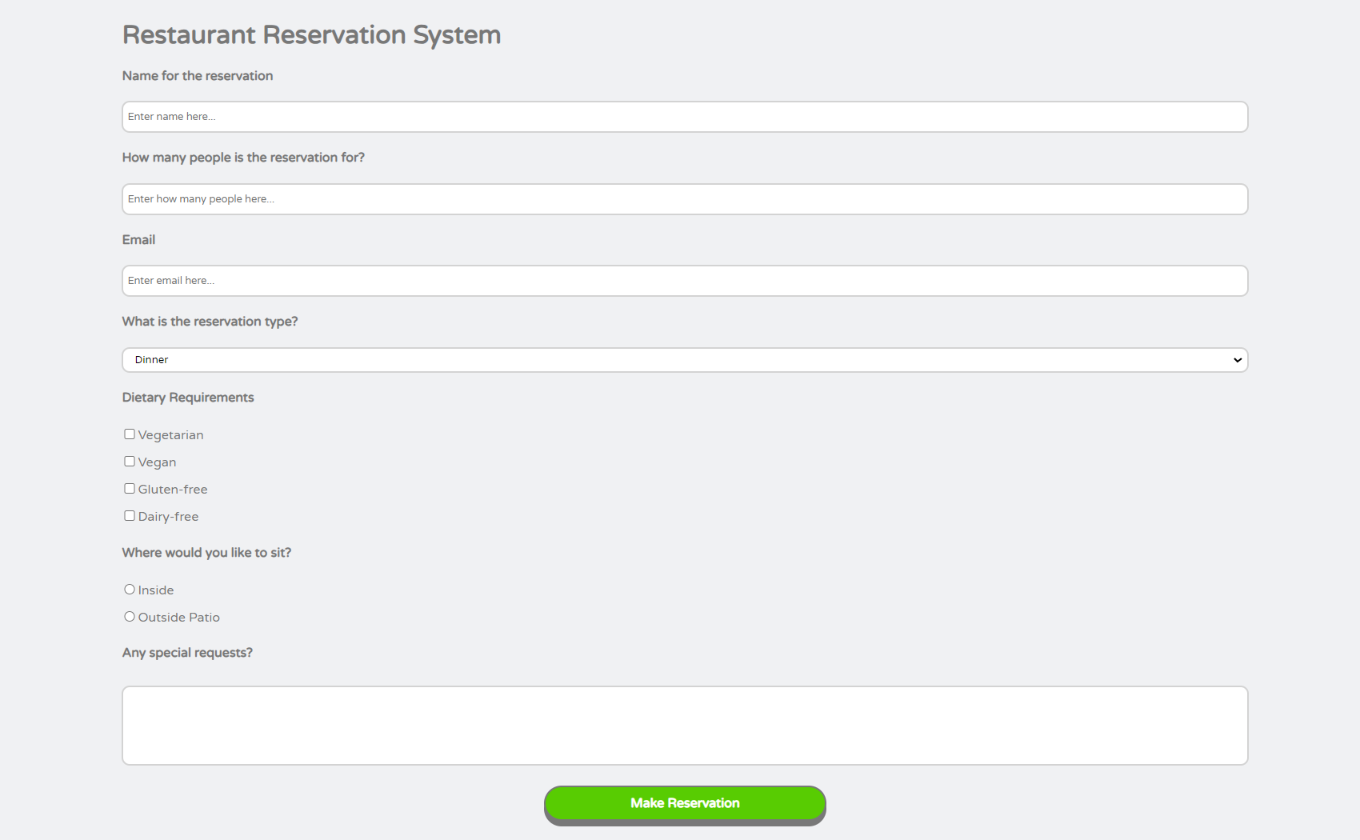 Restaurant Reservation System
Name for the reservation
Enter name here...
How many people is the reservation for?
Enter how many people here...
Email
Enter email here...
What is the reservation type?
Dinner
Dietary Requirements
Vegetarian
Vegan
Gluten-free
Dairy-free
Where would you like to sit?
Inside
Outside Patio
Any special requests?
Make Reservation